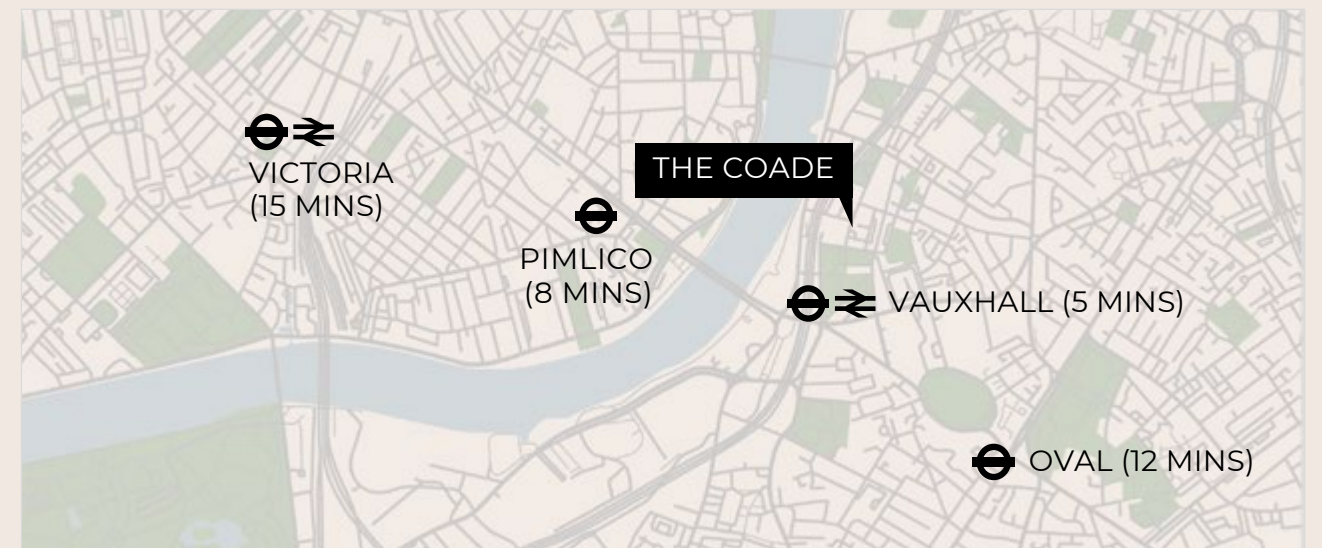 VICTORIA
(15 MINS)
THE COADE
PIMLICO
(8 MINS)
VAUXHALL (5 MINS)
OVAL (12 MINS)